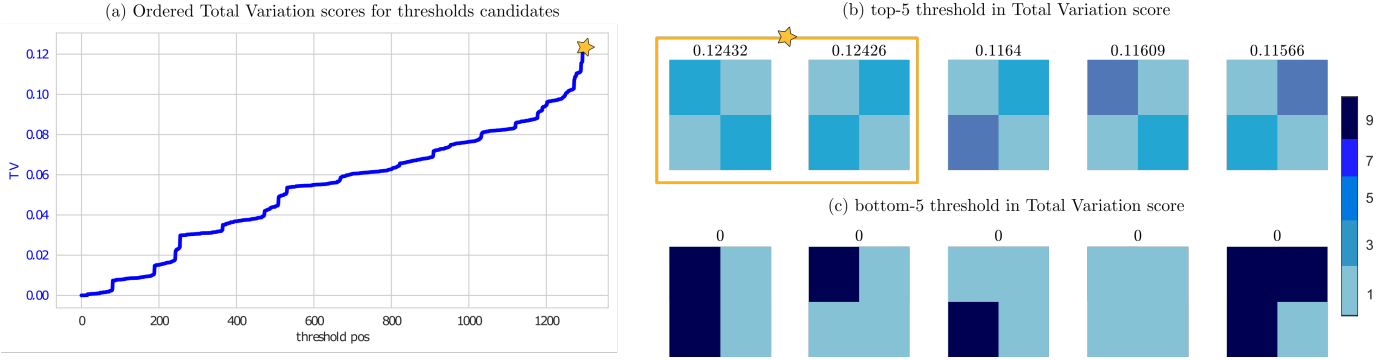 (a) Ordered Total Variation scores for thresholds candidates
0.12
0.10
0.08
0.06
0.04
0.02
0.00
TV
0 200 400 600 800 1000 1200
threshold pos
(b) top-5 threshold in Total Variation score
0.12432 0.12426 0.1164 0.11609 0.11566
(c) bottom-5 threshold in Total Variation score
0 0 0 0 0
9
7
5
3
1